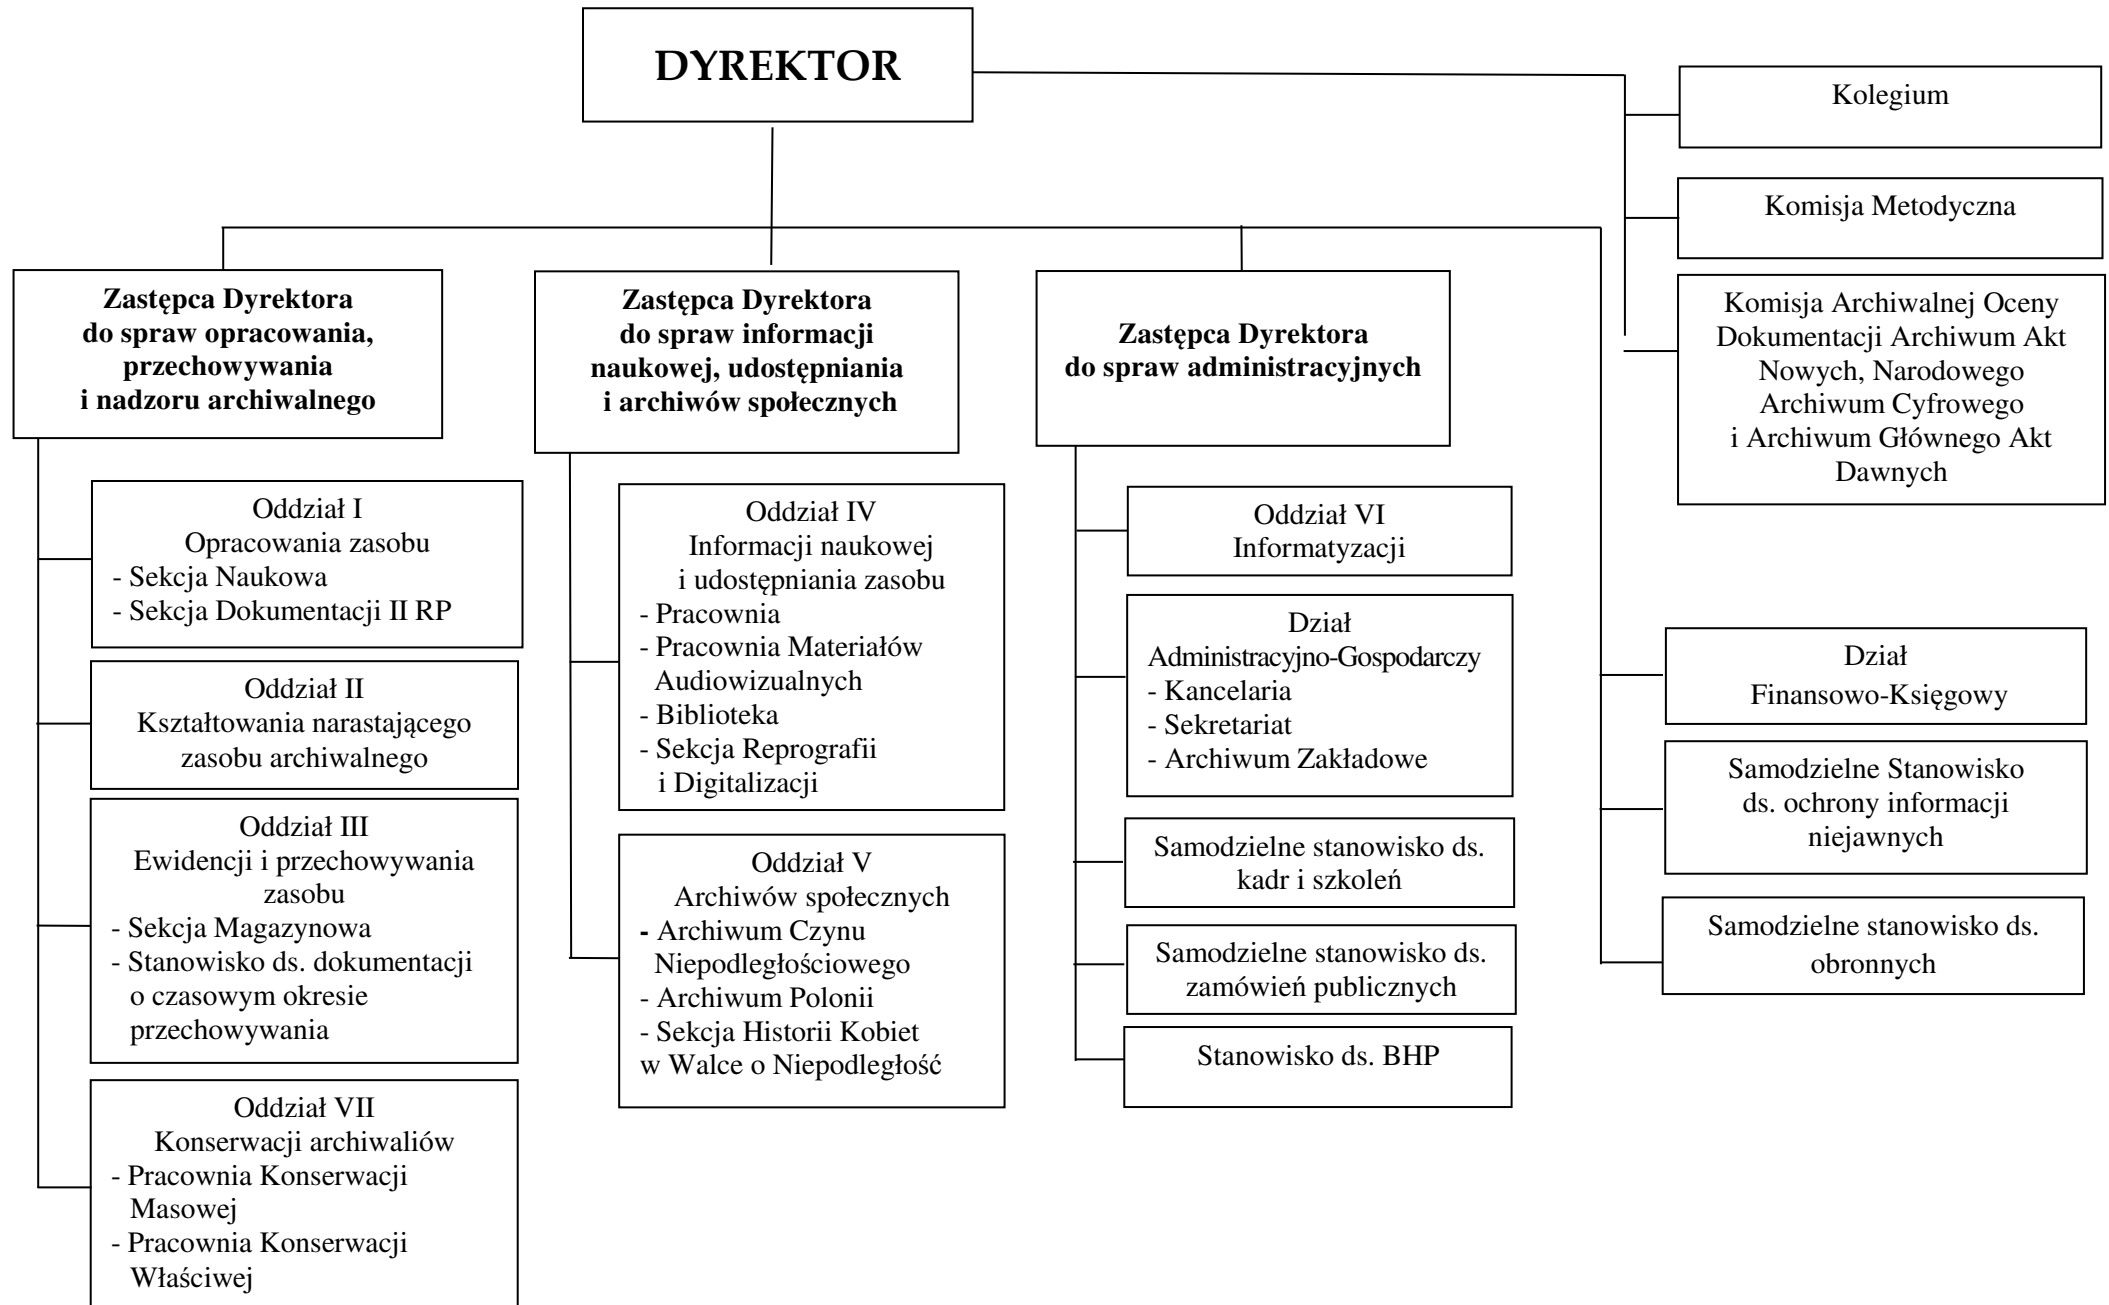 DYREKTOR
Kolegium
Komisja Metodyczna
Komisja Archiwalnej Oceny
Dokumentacji Archiwum Akt
Nowych, Narodowego
Archiwum Cyfrowego
i Archiwum Głównego Akt
Dawnych
Zastępca Dyrektora
do spraw opracowania,
przechowywania
i nadzoru archiwalnego
Oddział I
Opracowania zasobu
- Sekcja Naukowa
- Sekcja Dokumentacji II RP
Oddział II
Kształtowania narastającego
zasobu archiwalnego
Oddział III
Ewidencji i przechowywania
zasobu
- Sekcja Magazynowa
- Stanowisko ds. dokumentacji
o czasowym okresie
przechowywania
Oddział VII
Konserwacji archiwaliów
- Pracownia Konserwacji
Masowej
- Pracownia Konserwacji
Właściwej
Zastępca Dyrektora
do spraw informacji
naukowej, udostępniania
i archiwów społecznych
Oddział IV
Informacji naukowej
i udostępniania zasobu
- Pracownia
- Pracownia Materiałów
Audiowizualnych
- Biblioteka
- Sekcja Reprografii
i Digitalizacji
Oddział V
Archiwów społecznych
- Archiwum Czynu
Niepodległościowego
- Archiwum Polonii
- Sekcja Historii Kobiet
w Walce o Niepodległość
Zastępca Dyrektora
do spraw administracyjnych
Oddział VI
Informatyzacji
Dział
Administracyjno-Gospodarczy
- Kancelaria
- Sekretariat
- Archiwum Zakładowe
Samodzielne stanowisko ds.
kadr i szkoleń
Samodzielne stanowisko ds.
zamówień publicznych
Stanowisko ds. BHP
Dział
Finansowo-Księgowy
Samodzielne Stanowisko
ds. ochrony informacji
niejawnych
Samodzielne stanowisko ds.
obronnych